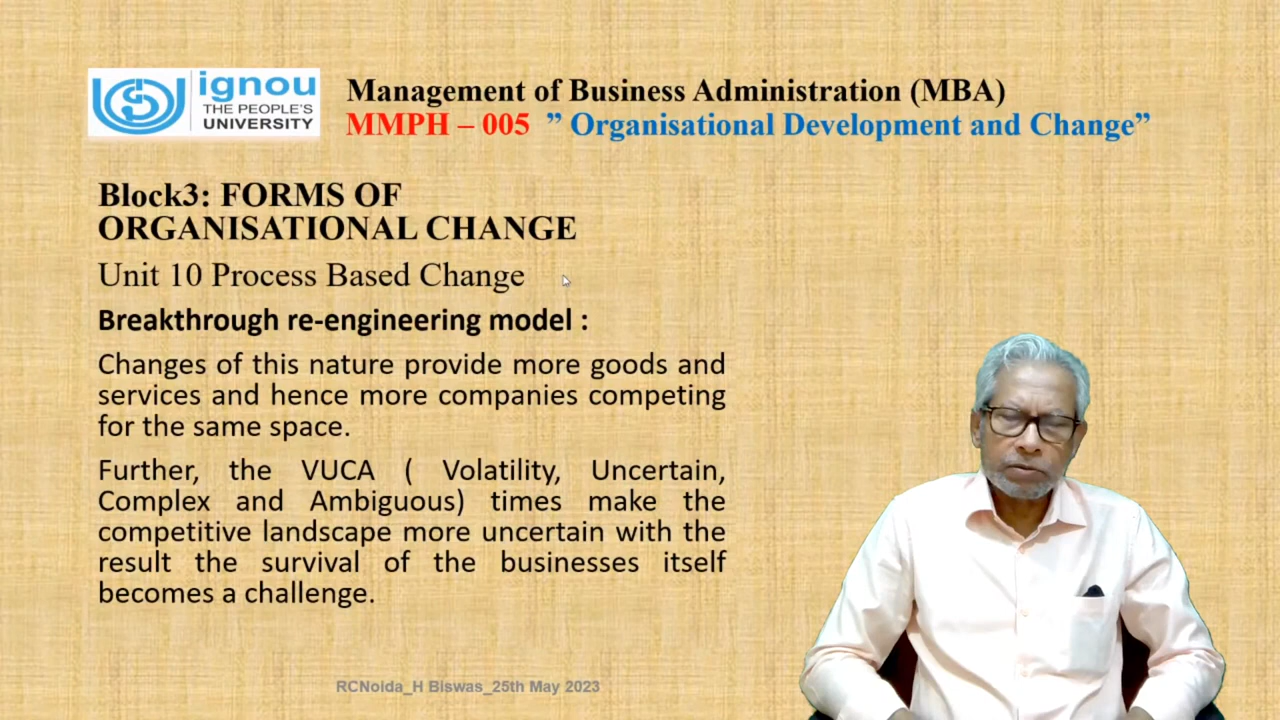 ignou
THE PEOPLE'S
UNIVERSITY
Management of Business Administration (MBA)
MMPH – 005 ” Organisational Development and Change”
Block3: FORMS OF
ORGANISATIONAL CHANGE
Unit 10 Process Based Change
Breakthrough re-engineering model :
Changes of this nature provide more goods and
services and hence more companies competing
for the same space.
Further, the VUCA ( Volatility, Uncertain,
Complex and Ambiguous) times make the
competitive landscape more uncertain with the
result the survival of the businesses itself
becomes a challenge.
RCNoida_H Biswas_25th May 2023